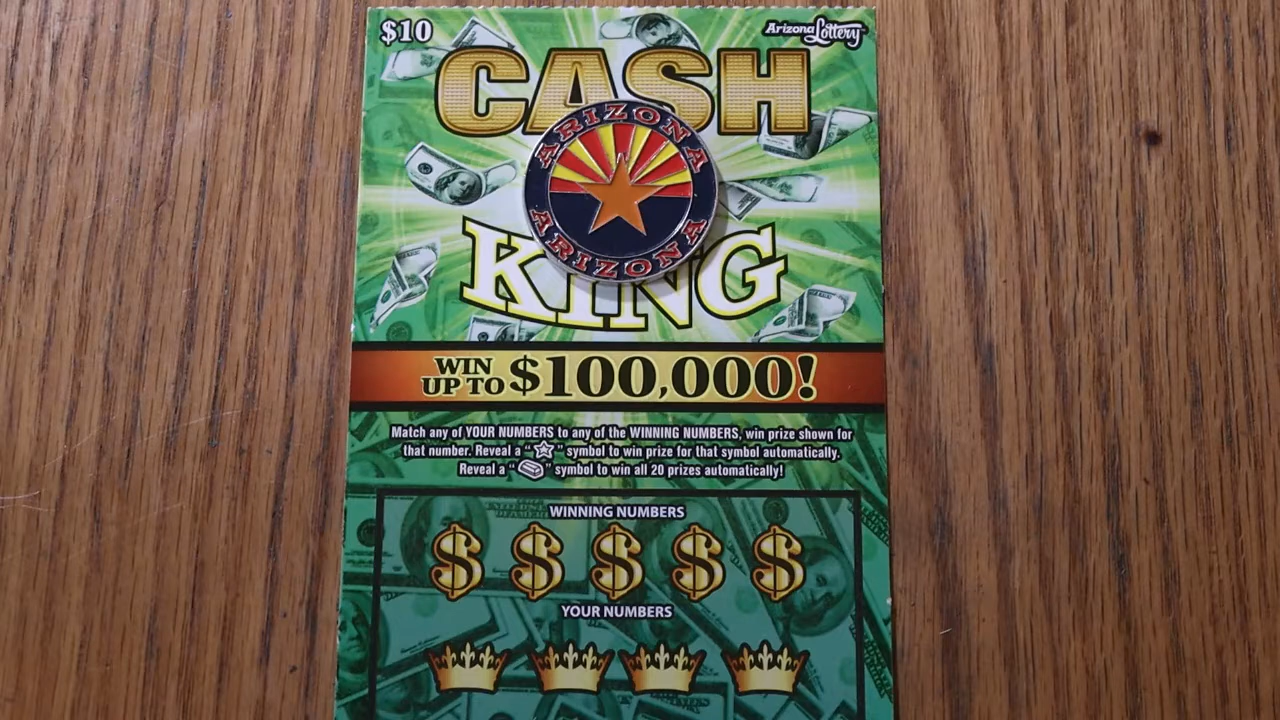 $10
Arizona Lottery
CASH
ARIZONA
ARIZONA
KING
WIN
UP TO $100,000!
Match any of YOUR NUMBERS to any of the WINNING NUMBERS, win prize shown for
that number. Reveal a "☆" symbol to win prize for that symbol automatically.
Reveal a " " symbol to win all 20 prizes automatically!
WINNING NUMBERS
$ $ $ $ $
YOUR NUMBERS